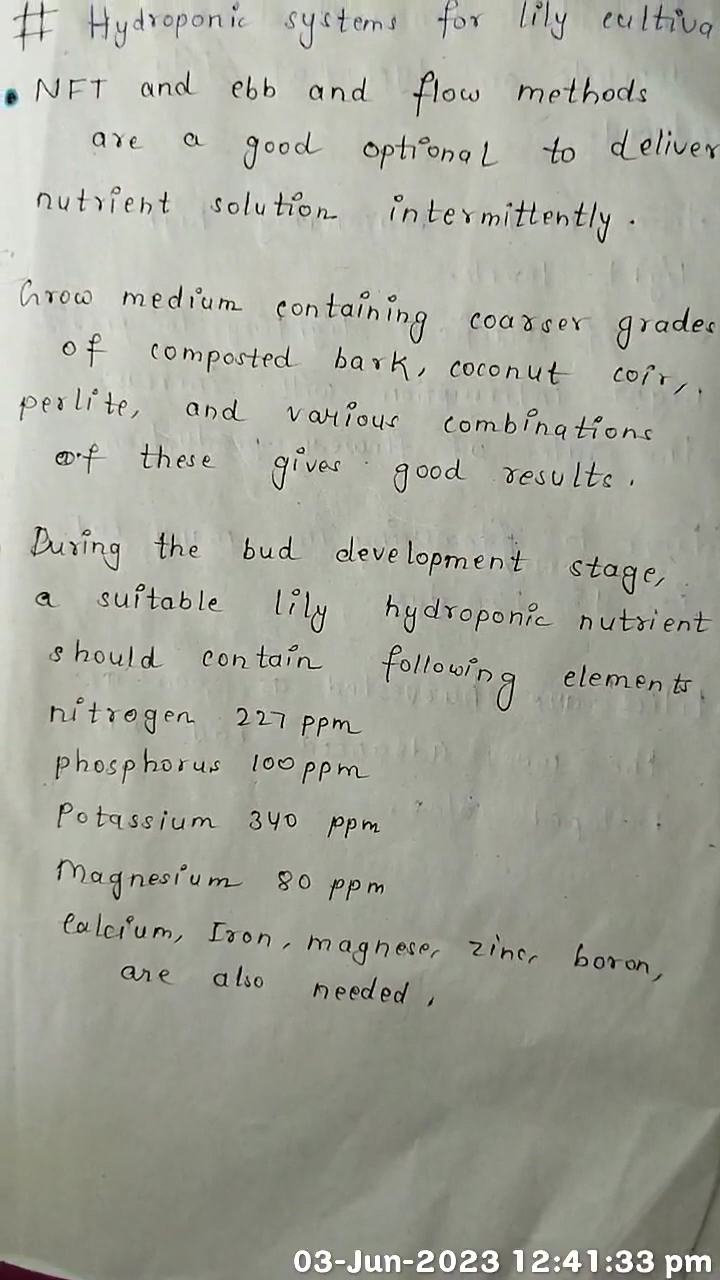 # Hydroponic systems for lily cultiva
• NFT and ebb and flow methods
are a good optional to deliver
nutrient solution intermittently.
Grow medium containing coarser grades
of composted bark, coconut coir,
perlite, and various combinations
of these gives good results.
During the bud development stage,
a suitable lily hydroponic nutrient
should contain following elements.
nitrogen 227 ppm
phosphorus 100 ppm
Potassium 340 ppm
Magnesium 80 ppm
Calcium, Iron, magnese, zinc, boron,
are also needed,
03-Jun-2023 12:41:33 pm